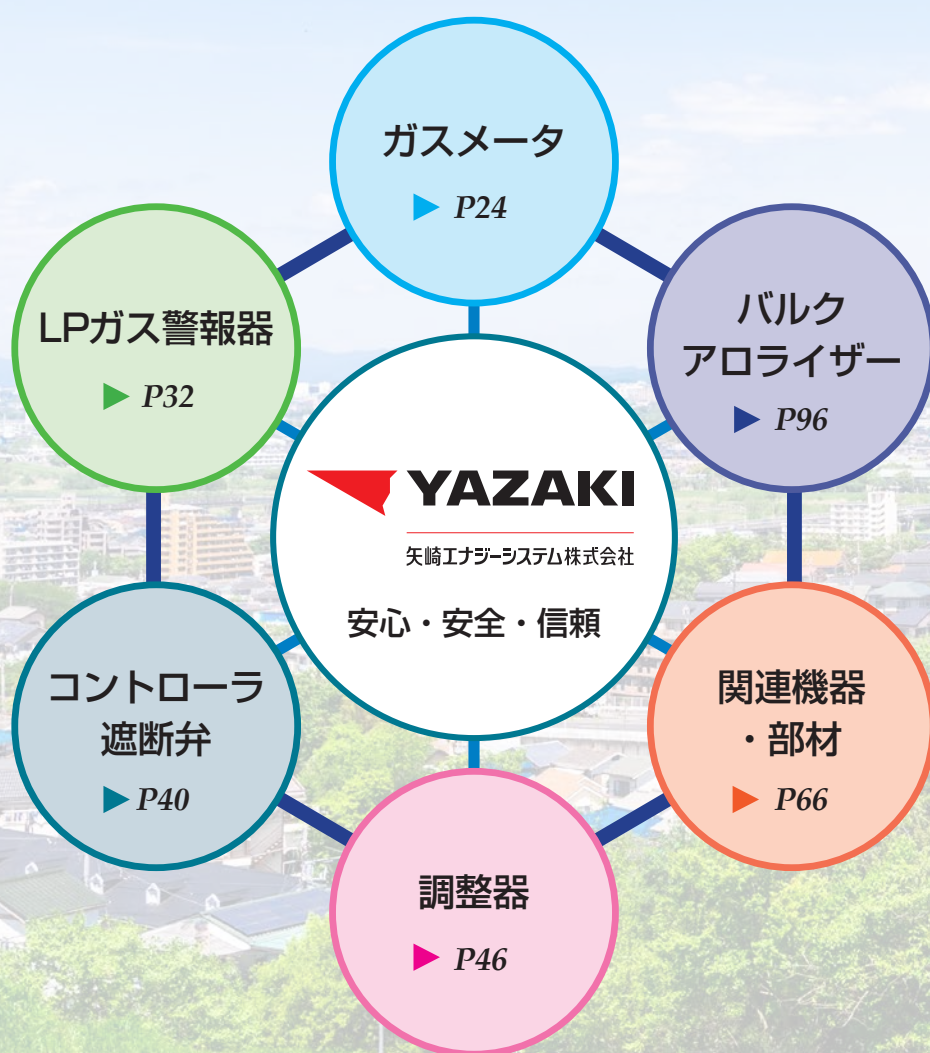 ガスメータ
▶ P24
LPガス警報器
▶ P32
バルク
アロライザー
▶ P96
YAZAKI
矢崎エナジーシステム株式会社
安心・安全・信頼
コントローラ
遮断弁
▶ P40
関連機器
・部材
▶ P66
調整器
▶ P46